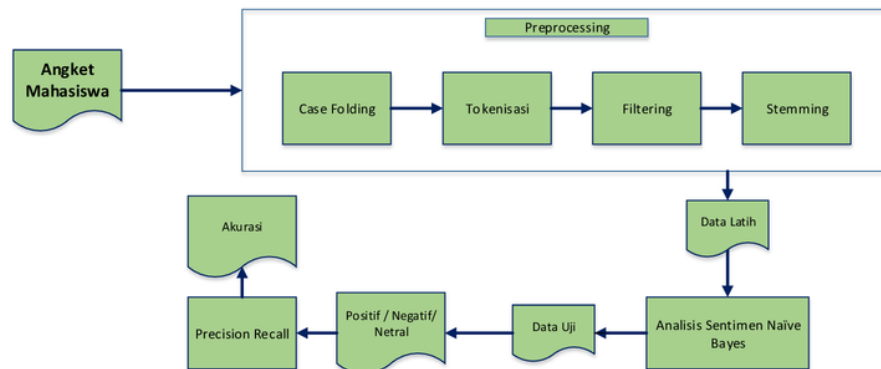 Preprocessing
Angket
Mahasiswa
Case Folding
Tokenisasi
Filtering
Stemming
Data Latih
Akurasi
Precision Recall
Positif / Negatif/
Netral
Data Uji
Analisis Sentimen Naïve
Bayes